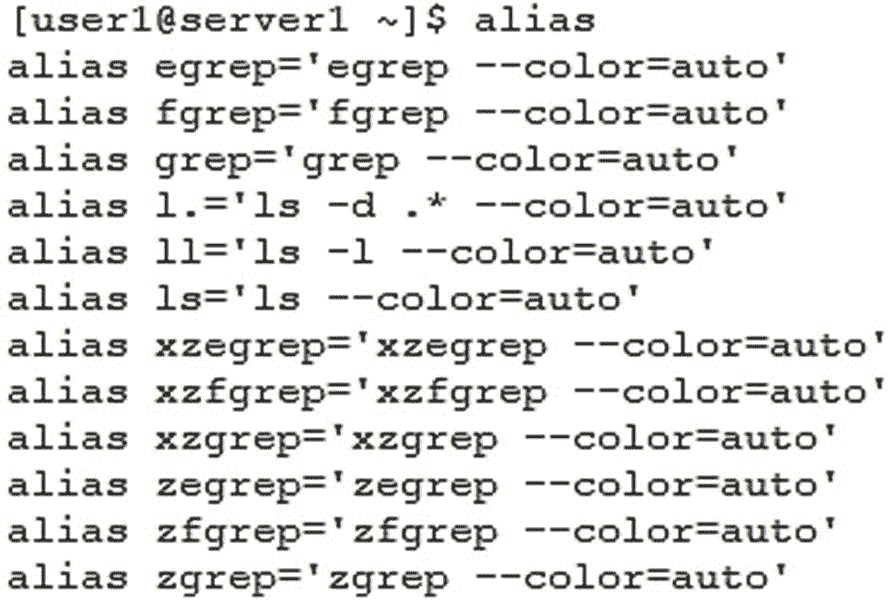 [user1@server1 ~]$ alias
alias egrep='egrep --color=auto'
alias fgrep='fgrep --color=auto'
alias grep='grep --color=auto'
alias l.='ls -d .* --color=auto'
alias ll='ls -l --color=auto'
alias ls='ls --color=auto'
alias xzegrep='xzegrep --color=auto'
alias xzfgrep='xzfgrep --color=auto'
alias xzgrep='xzgrep --color=auto'
alias zegrep='zegrep --color=auto'
alias zfgrep='zfgrep --color=auto'
alias zgrep='zgrep --color=auto'